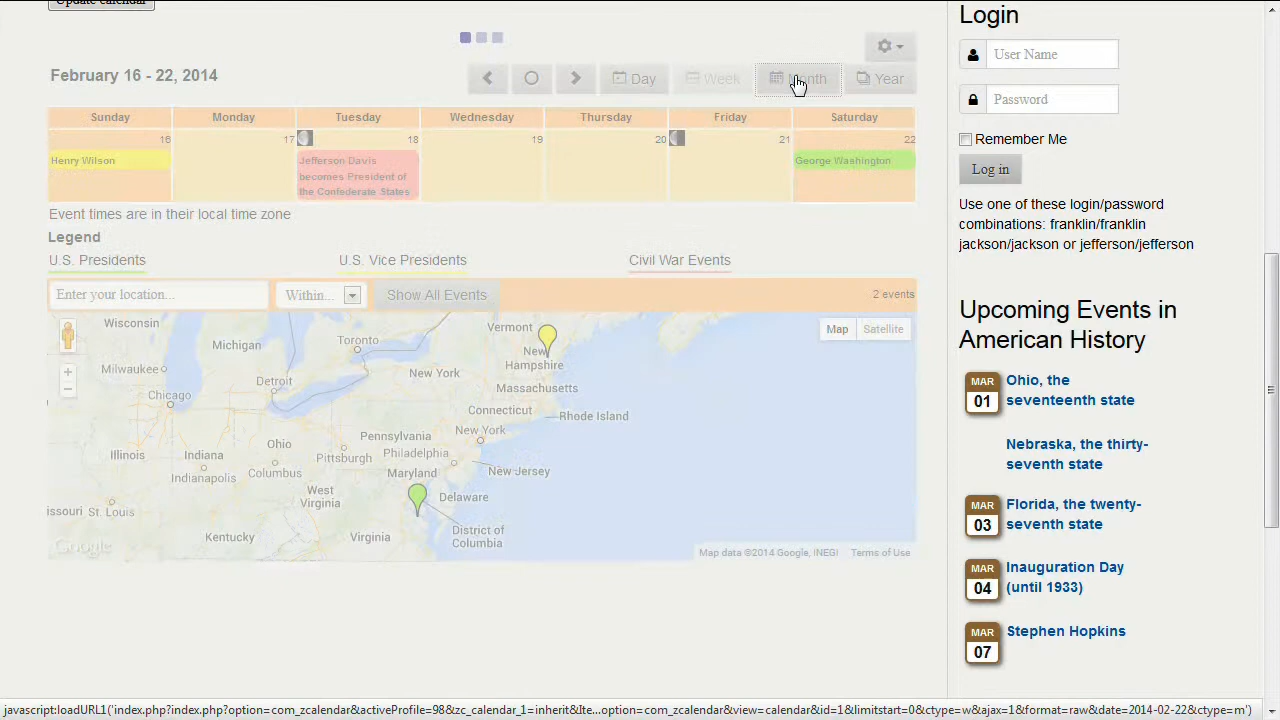 Update calendar
February 16 - 22, 2014
Day
Week
Month
Year
Sunday Monday Tuesday Wednesday Thursday Friday Saturday
16 17 18 19 20 21 22
Henry Wilson
Jefferson Davis
becomes President of
the Confederate States
George Washington
Event times are in their local time zone
Legend
U.S. Presidents U.S. Vice Presidents Civil War Events
Enter your location... Within... Show All Events 2 events
Map Satellite
Wisconsin
Michigan
Milwaukee
Chicago
Detroit
Toronto
Vermont
New
Hampshire
New York
Massachusetts
Connecticut
Rhode Island
New York
Pennsylvania
Ohio
Illinois
Indiana
Pittsburgh
Philadelphia
Indianapolis
Columbus
Maryland
New Jersey
West
Virginia
Delaware
issouri St. Louis
Kentucky
Virginia
District of
Columbia
Google
Map data ©2014 Google, INEGI Terms of Use
Login
User Name
Password
Remember Me
Log in
Use one of these login/password
combinations: franklin/franklin
jackson/jackson or jefferson/jefferson
Upcoming Events in
American History
MAR
01
Ohio, the
seventeenth state
Nebraska, the thirty-
seventh state
MAR
03
Florida, the twenty-
seventh state
MAR
04
Inauguration Day
(until 1933)
MAR
07
Stephen Hopkins
javascript:loadURL1('index.php?index.php?option=com_zcalendar&activeProfile=98&zc_calendar_1=inherit&Ite...option=com_zcalendar&view=calendar&id=1&limitstart=0&ctype=w&ajax=1&format=raw&date=2014-02-22&ctype=m')